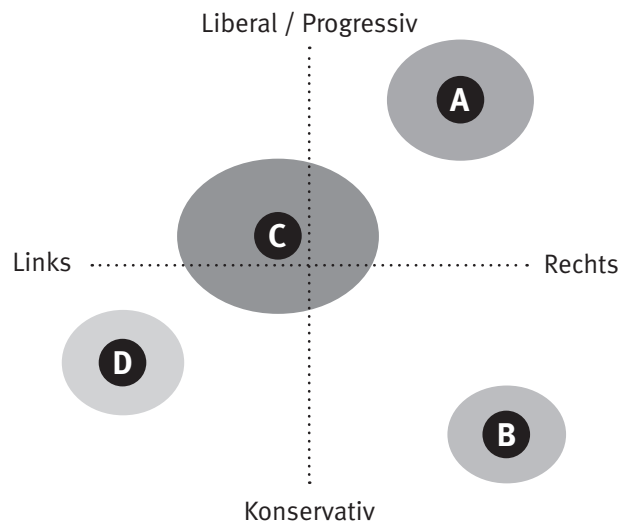 Liberal / Progressiv
A
C
Links
Rechts
D
B
Konservativ